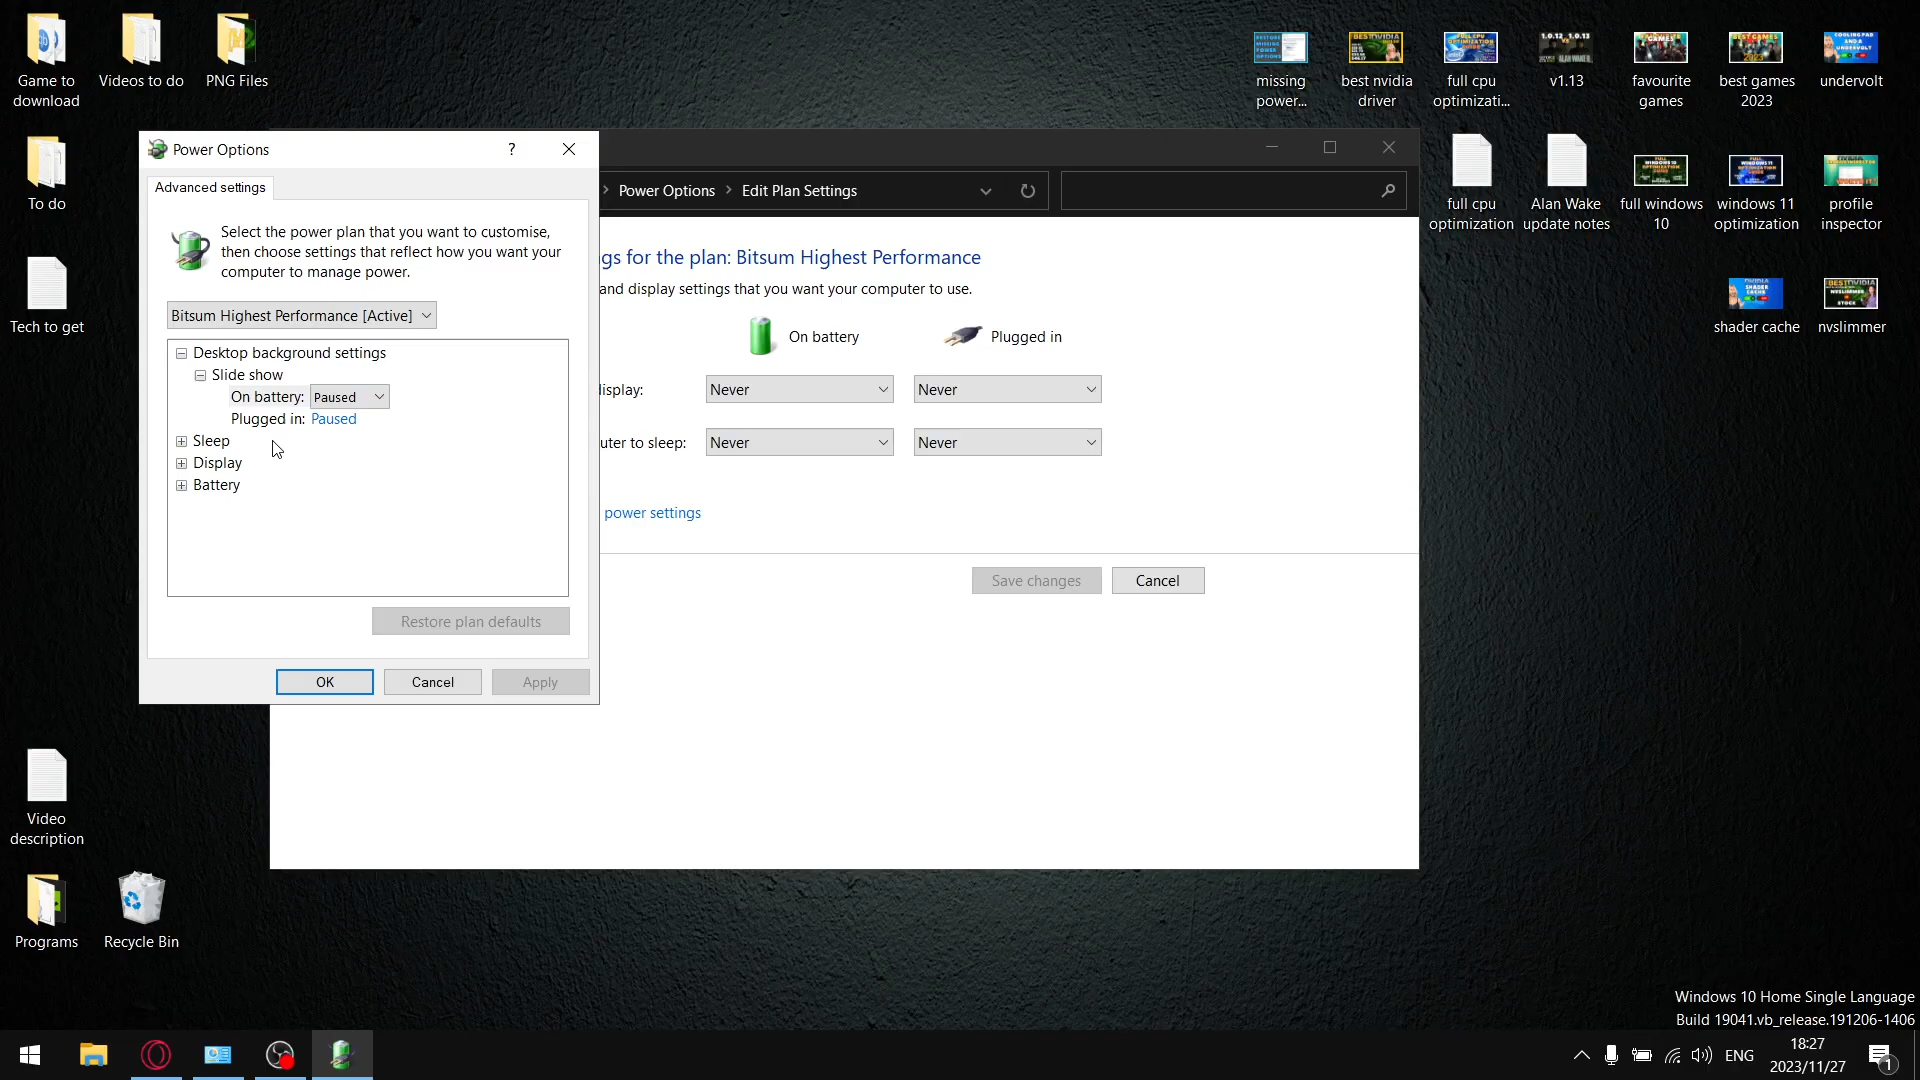 Game to
download
Videos to do
PNG Files
To do
Tech to get
Video
description
Programs
Recycle Bin
missing
power...
best nvidia
driver
full cpu
optimizati...
v1.13
favourite
games
best games
2023
undervolt
full cpu
optimization
Alan Wake
update notes
full windows
10
windows 11
optimization
profile
inspector
shader cache
nvslimmer
Power Options
?
Advanced settings
Select the power plan that you want to customise,
then choose settings that reflect how you want your
computer to manage power.
Bitsum Highest Performance [Active]
Desktop background settings
Slide show
On battery: Paused
Plugged in: Paused
Sleep
Display
Battery
Restore plan defaults
OK
Cancel
Apply
Power Options > Edit Plan Settings
gs for the plan: Bitsum Highest Performance
and display settings that you want your computer to use.
On battery
Plugged in
display:
Never
Never
uter to sleep:
Never
Never
power settings
Save changes
Cancel
Windows 10 Home Single Language
Build 19041.vb_release.191206-1406
ENG
18:27
2023/11/27
1